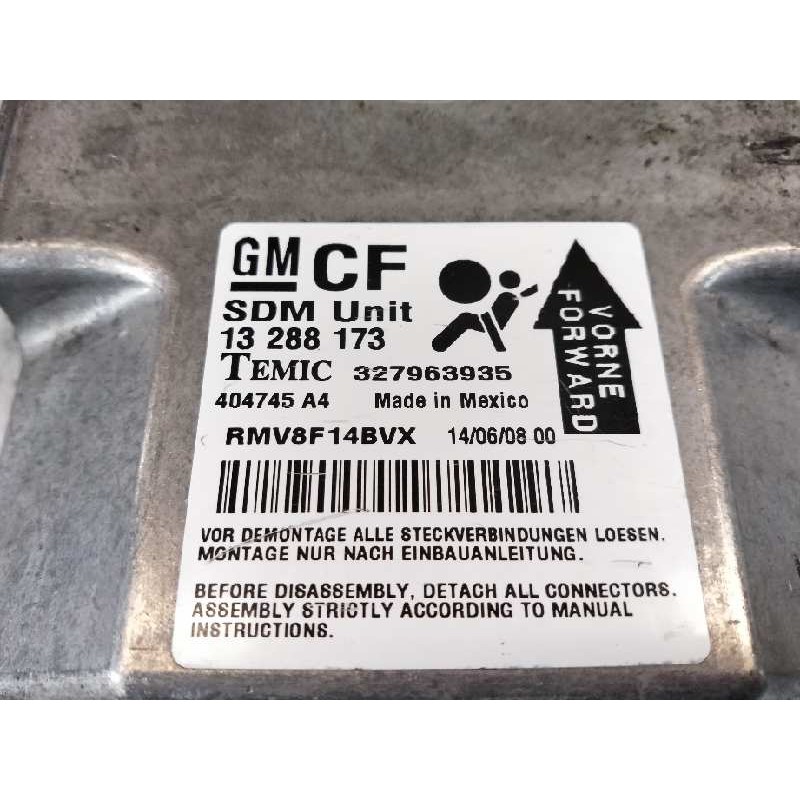 GM CF
SDM Unit
13 288 173
TEMIC 327963935
404745 A4 Made in Mexico
RMV8F14BVX 14/06/08 00
VORNE
FORWARD
VOR DEMONTAGE ALLE STECKVERBINDUNGEN LOESEN.
MONTAGE NUR NACH EINBAUANLEITUNG.
BEFORE DISASSEMBLY, DETACH ALL CONNECTORS.
ASSEMBLY STRICTLY ACCORDING TO MANUAL
INSTRUCTIONS.